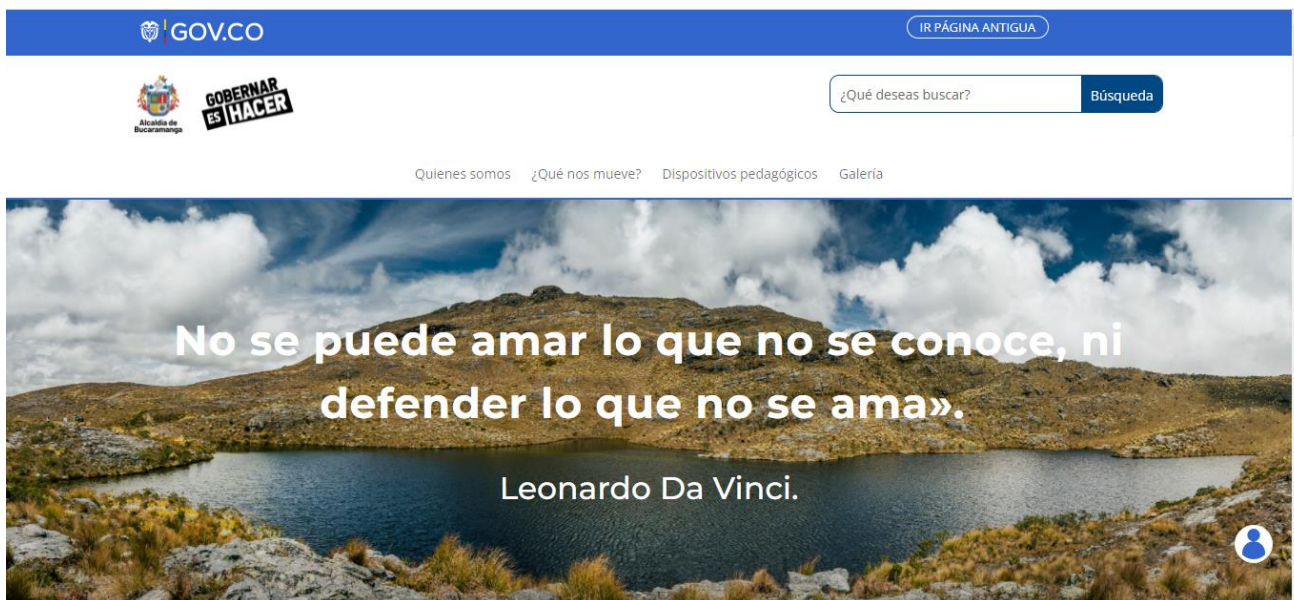 GOV.CO
IR PÁGINA ANTIGUA
Alcaldía de
Bucaramanga
GOBERNAR
ES HACER
¿Qué deseas buscar?
Búsqueda
Quienes somos ¿Qué nos mueve? Dispositivos pedagógicos Galería
No se puede amar lo que no se conoce, ni
defender lo que no se ama».
Leonardo Da Vinci.